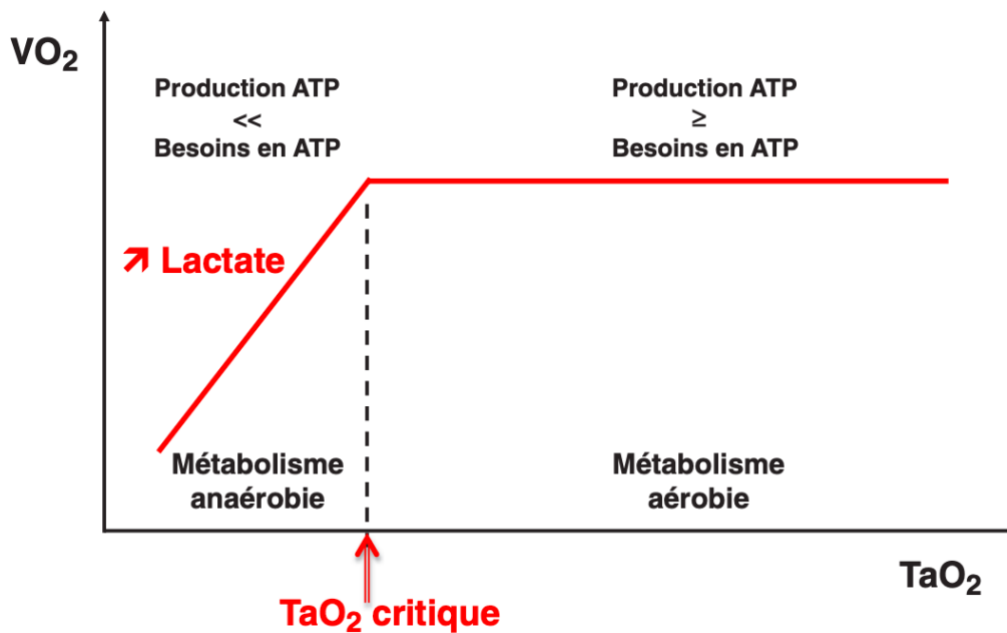 VO₂
Production ATP
<<
Besoins en ATP
Production ATP
≥
Besoins en ATP
↗ Lactate
Métabolisme
anaérobie
Métabolisme
aérobie
TaO₂
TaO₂ critique